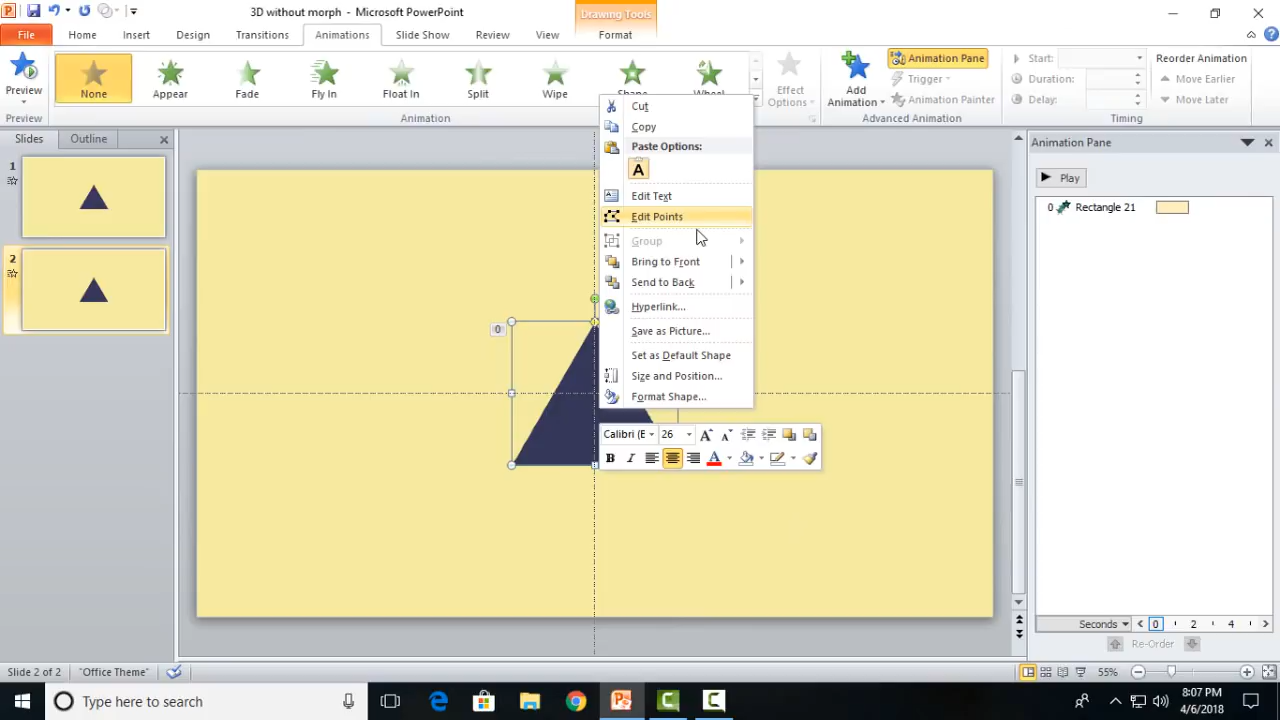 3D without morph - Microsoft PowerPoint
Drawing Tools
File Home Insert Design Transitions Animations Slide Show Review View Format
Preview
None Appear Fade Fly In Float In Split Wipe Shape Wheel
Effect Options
Add Animation
Animation Pane
Trigger
Animation Painter
Start:
Duration:
Delay:
Reorder Animation
Move Earlier
Move Later
Preview Animation Advanced Animation Timing
Slides Outline
1
2
0
Cut
Copy
Paste Options:
A
Edit Text
Edit Points
Group
Bring to Front
Send to Back
Hyperlink...
Save as Picture...
Set as Default Shape
Size and Position...
Format Shape...
Calibri (E 26 A A
B I A
Animation Pane
Play
0 Rectangle 21
Seconds 0 2 4
Re-Order
Slide 2 of 2 "Office Theme" 55%
Type here to search
8:07 PM
4/6/2018